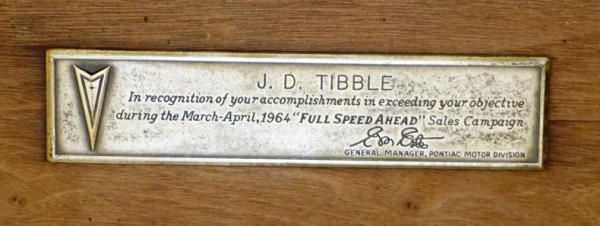 J. D. TIBBLE
In recognition of your accomplishments in exceeding your objective
during the March-April, 1964 "FULL SPEED AHEAD" Sales Campaign.
GENERAL MANAGER, PONTIAC MOTOR DIVISION